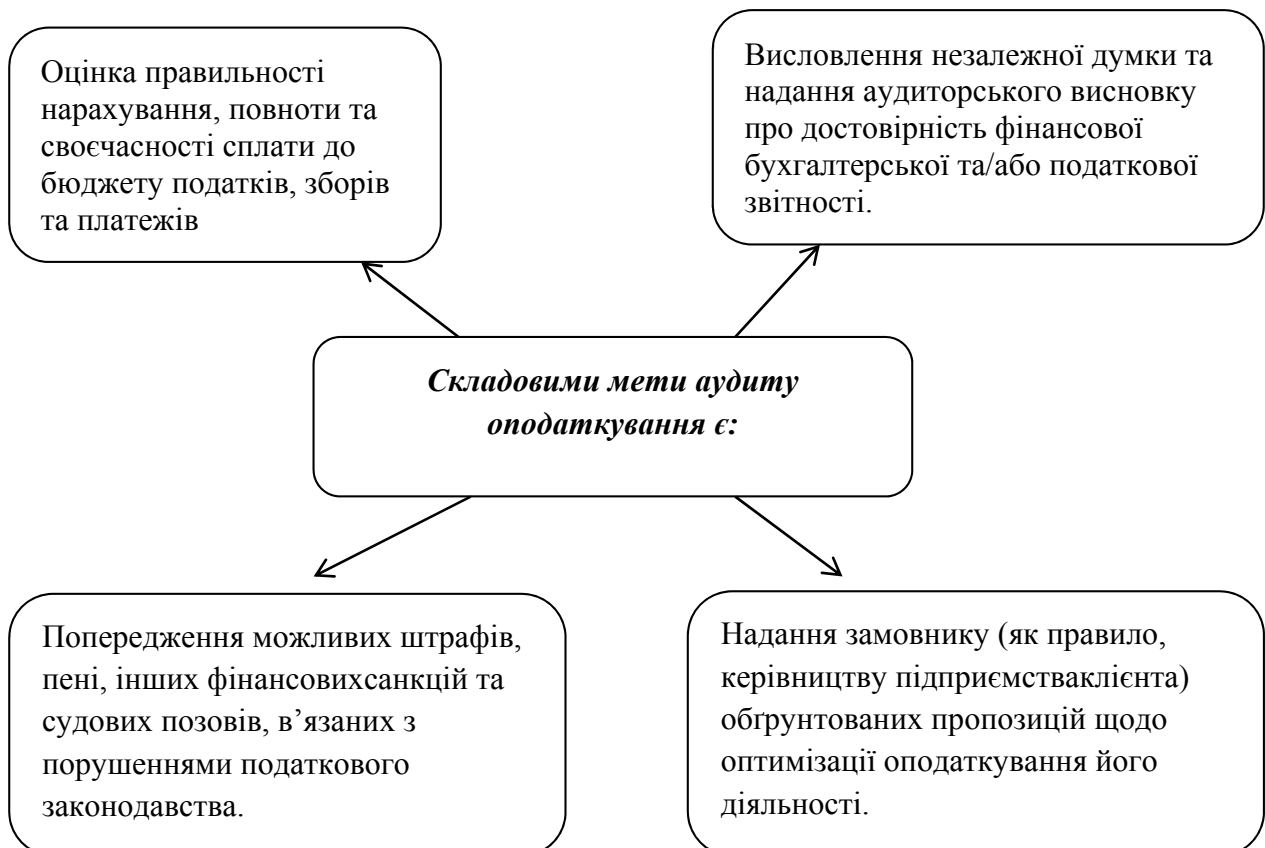 Оцінка правильності
нарахування, повноти та
своєчасності сплати до
бюджету податків, зборів
та платежів
Висловлення незалежної думки та
надання аудиторського висновку
про достовірність фінансової
бухгалтерської та/або податкової
звітності.
Складовими мети аудиту
оподаткування є:
Попередження можливих штрафів,
пені, інших фінансовихсанкцій та
судових позовів, в’язаних з
порушеннями податкового
законодавства.
Надання замовнику (як правило,
керівництву підприємстваклієнта)
обґрунтованих пропозицій щодо
оптимізації оподаткування його
діяльності.